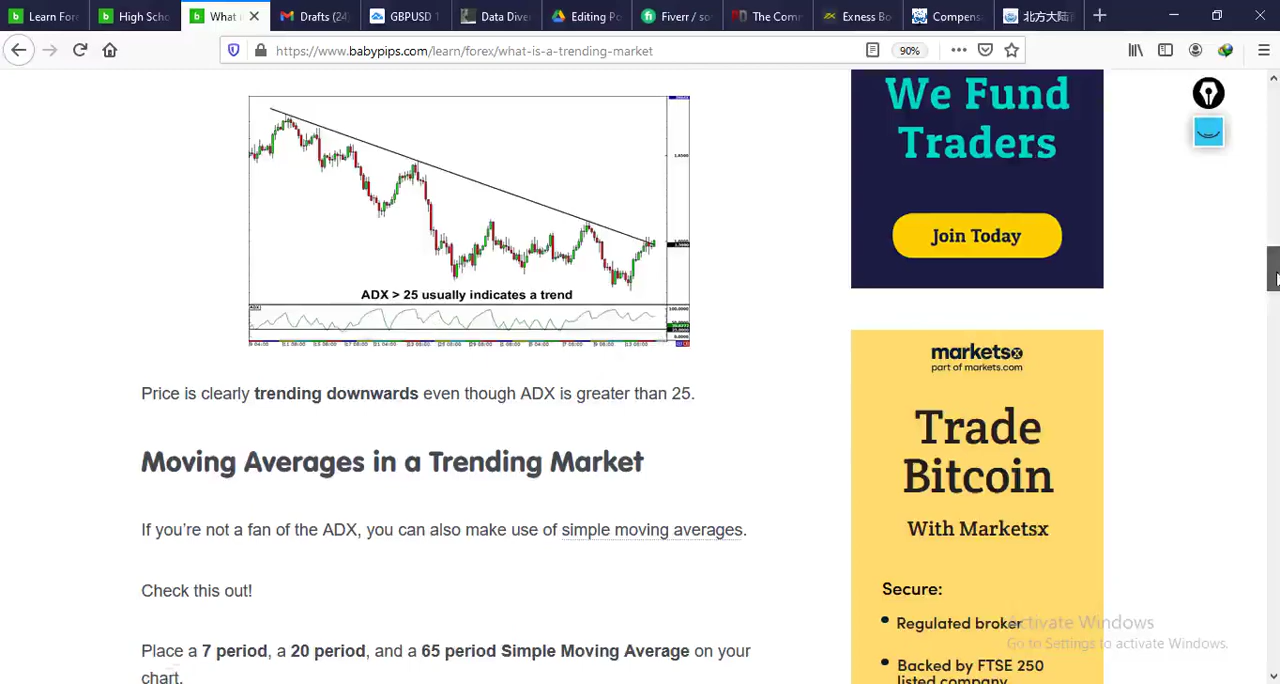 Learn For
High Scho
What i
Drafts (24)
GBPUSD 1
Data Dive
Editing Po
Fiverr / so
The Comm
Exness Bo
Compensa
北方大陆
https://www.babypips.com/learn/forex/what-is-a-trending-market
90%
ADX > 25 usually indicates a trend
ADX
Price is clearly trending downwards even though ADX is greater than 25.
Moving Averages in a Trending Market
If you're not a fan of the ADX, you can also make use of simple moving averages.
Check this out!
Place a 7 period, a 20 period, and a 65 period Simple Moving Average on your
chart.
We Fund
Traders
Join Today
marketsx
part of markets.com
Trade
Bitcoin
With Marketsx
Secure:
Regulated broker
Backed by FTSE 250
listed company
Activate Windows
Go to Settings to activate Windows.